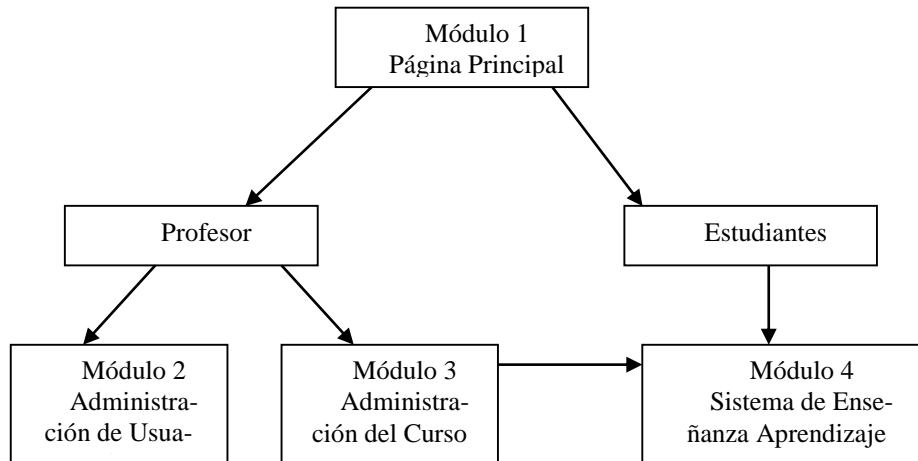 Módulo 1
Página Principal
Profesor
Estudiantes
Módulo 2
Administra-
ción de Usua-
Módulo 3
Administra-
ción del Curso
Módulo 4
Sistema de Ense-
ñanza Aprendizaje